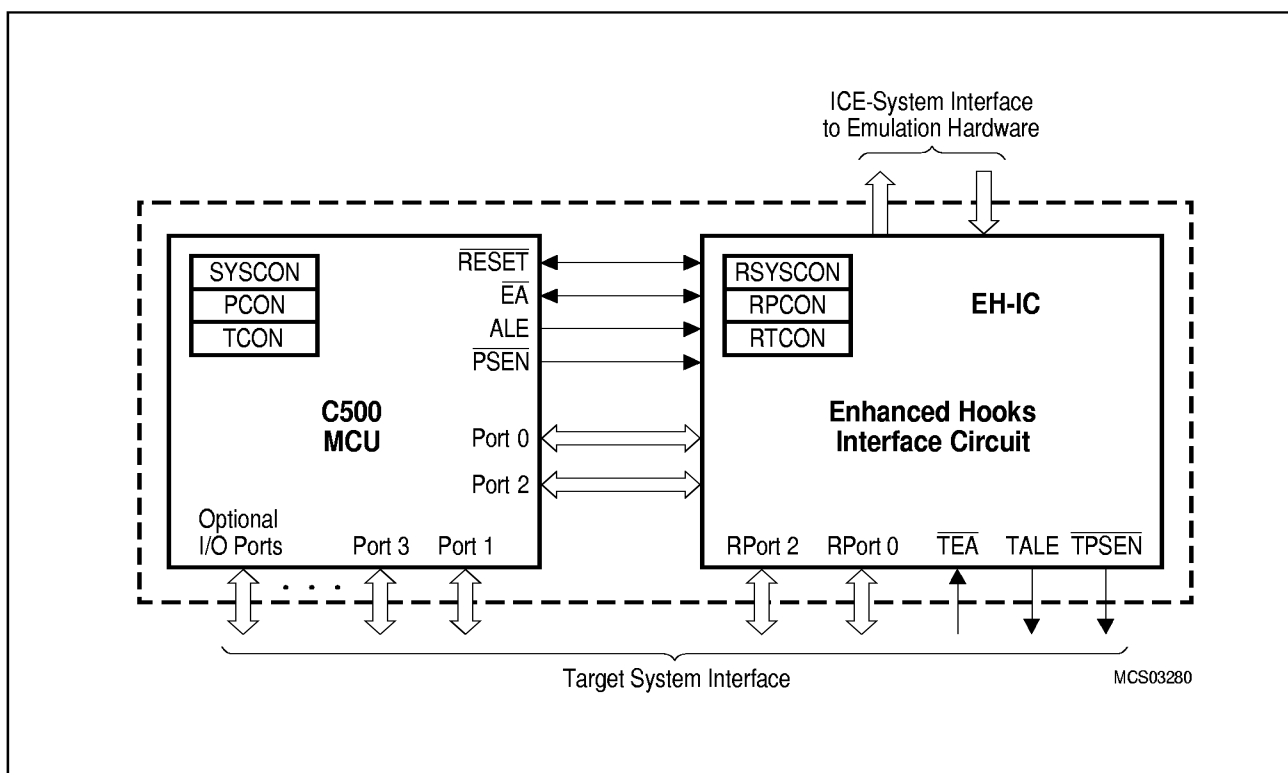 ICE-System Interface
to Emulation Hardware
SYSCON
PCON
TCON
RESET
EA
ALE
PSEN
C500
MCU
Port 0
Port 2
Optional
I/O Ports
. . .
Port 3
Port 1
RSYSCON
RPCON
RTCON
EH-IC
Enhanced Hooks
Interface Circuit
RPort 2
RPort 0
TEA
TALE
TPSEN
Target System Interface
MCS03280